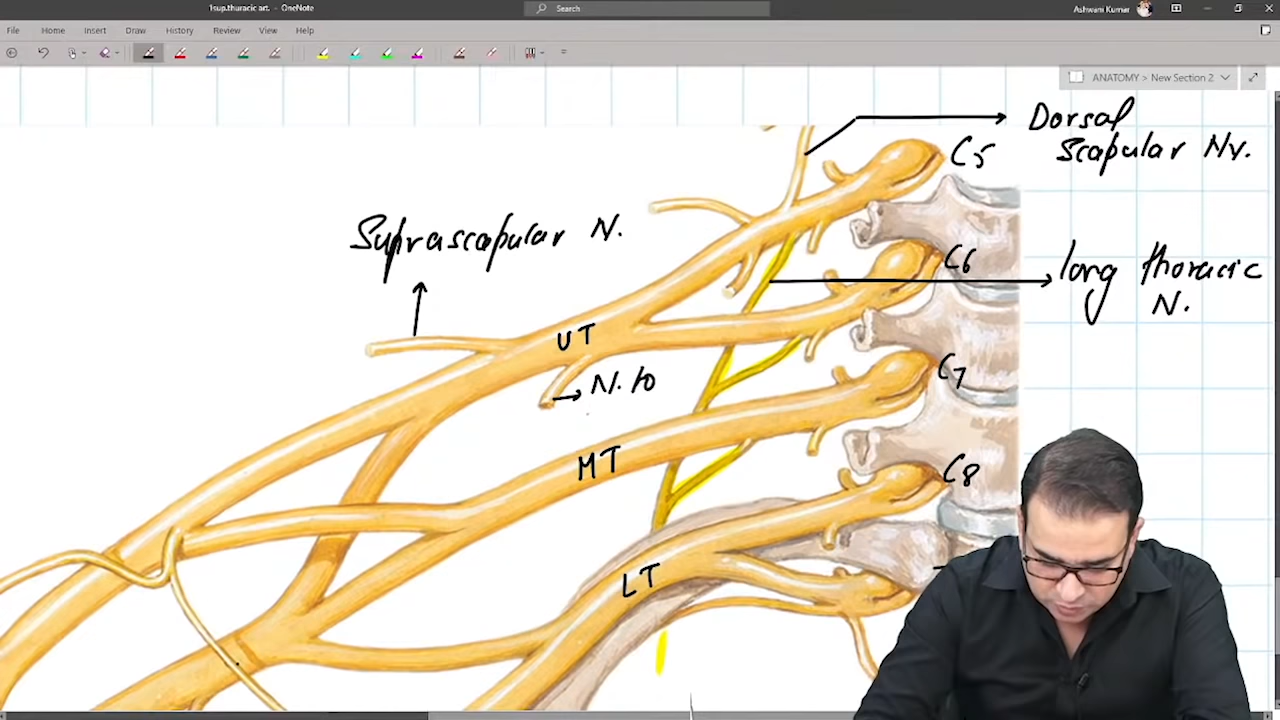 1sup.thoracic art. - OneNote
Search
Ashwani Kumar
File Home Insert Draw History Review View Help
ANATOMY > New Section 2
Dorsal
Scapular Nv.
C5
Suprascapular N.
C6
long thoracic
N.
UT
C7
N. to
MT
C8
LT